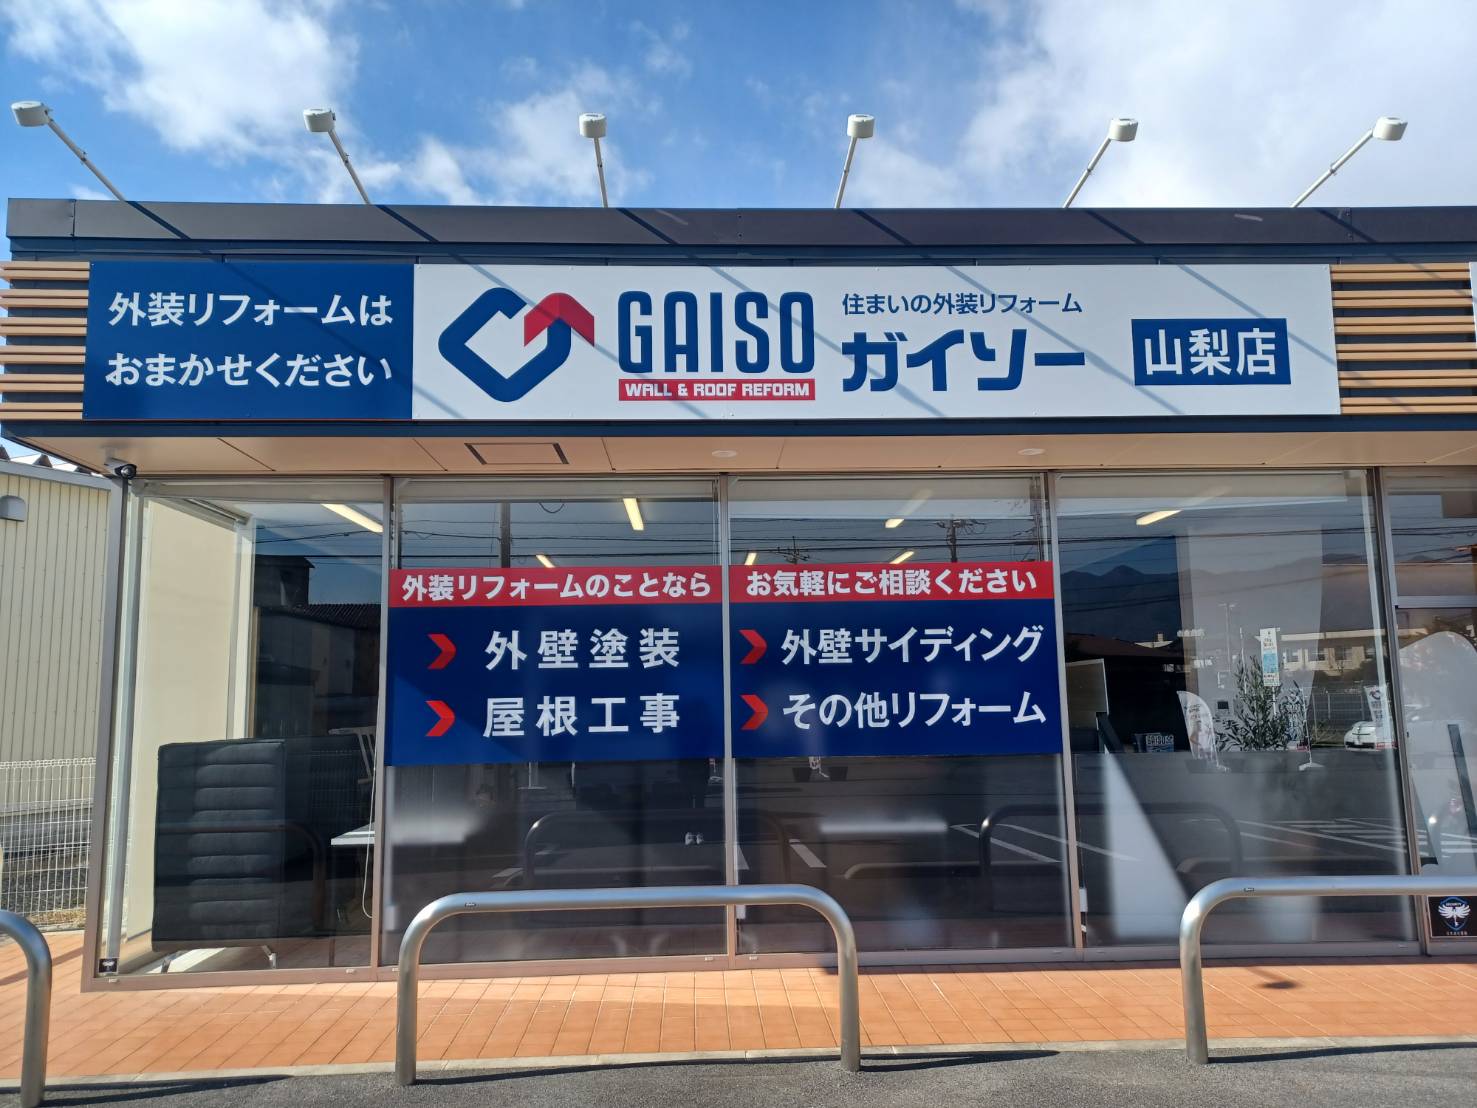 外装リフォームは
おまかせください
GAISO
WALL & ROOF REFORM
住まいの外装リフォーム
ガイソー
山梨店
外装リフォームのことなら
外壁塗装
屋根工事
お気軽にご相談ください
外壁サイディング
その他リフォーム